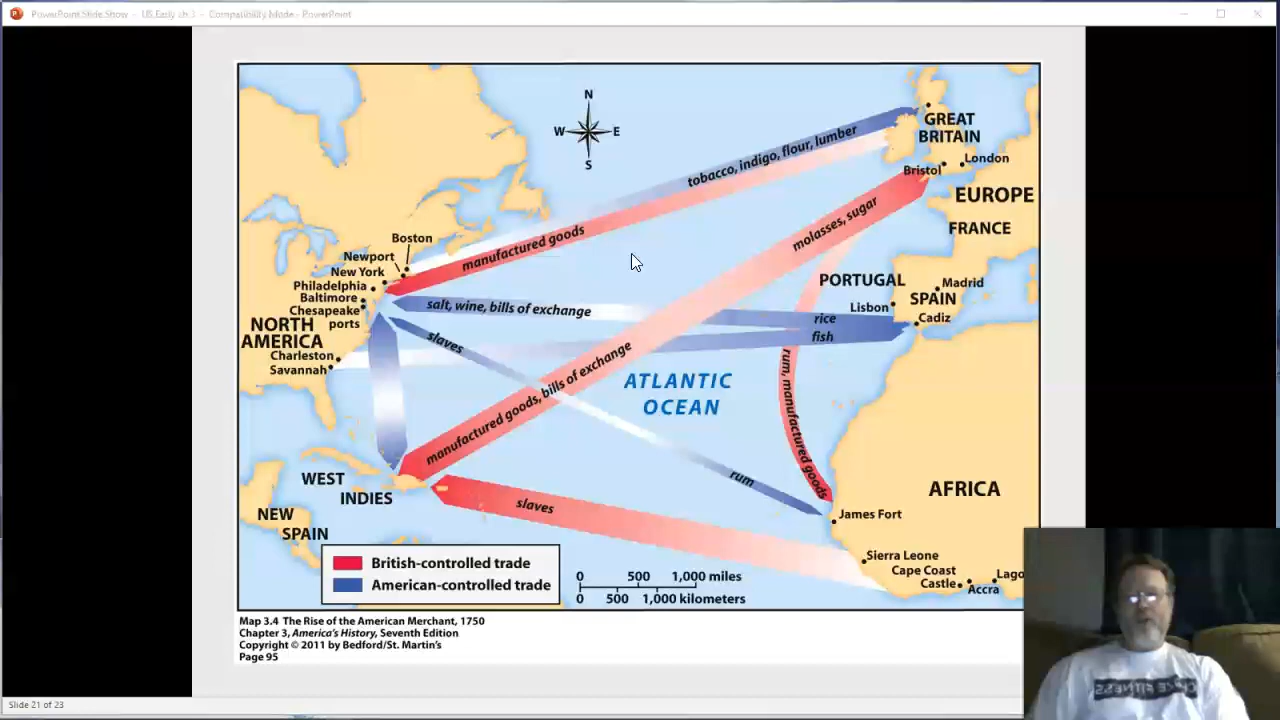 PowerPoint Slide Show - US Early ch 3 - Compatibility Mode - PowerPoint
N
W E
S
GREAT
BRITAIN
London
Bristol
EUROPE
FRANCE
tobacco, indigo, flour, lumber
manufactured goods
molasses, sugar
Boston
Newport
New York
Philadelphia
Baltimore
Chesapeake
ports
NORTH
AMERICA
Charleston
Savannah
salt, wine, bills of exchange
rice
fish
PORTUGAL
Lisbon
SPAIN
Madrid
Cadiz
slaves
rum
manufactured goods, bills of exchange
ATLANTIC
OCEAN
rum, manufactured goods
WEST
INDIES
NEW
SPAIN
slaves
AFRICA
James Fort
Sierra Leone
Cape Coast
Castle
Accra
Lago
British-controlled trade
American-controlled trade
0 500 1,000 miles
0 500 1,000 kilometers
Map 3.4 The Rise of the American Merchant, 1750
Chapter 3, America's History, Seventh Edition
Copyright © 2011 by Bedford/St. Martin's
Page 95
Slide 21 of 23